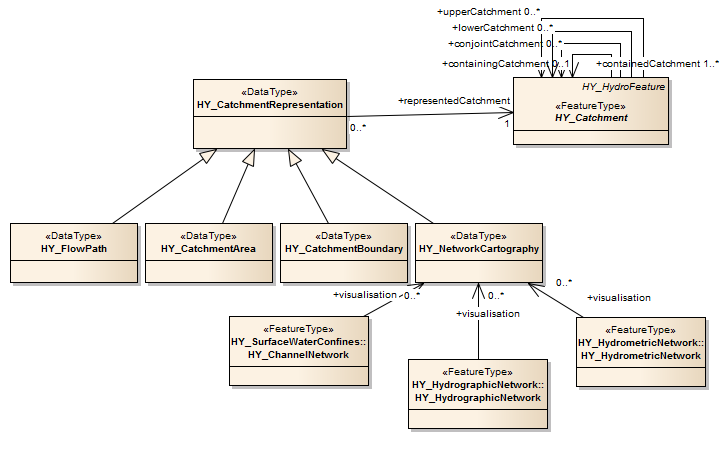 +upperCatchment 0..*
+lowerCatchment 0..*
+conjointCatchment 0..*
+containingCatchment 0..1
+containedCatchment 1..*
HY_HydroFeature
«FeatureType»
HY_Catchment
«DataType»
HY_CatchmentRepresentation
+representedCatchment
0..*
1
«DataType»
HY_FlowPath
«DataType»
HY_CatchmentArea
«DataType»
HY_CatchmentBoundary
«DataType»
HY_NetworkCartography
+visualisation
0..*
+visualisation
0..*
+visualisation
0..*
«FeatureType»
HY_SurfaceWaterConfines::
HY_ChannelNetwork
«FeatureType»
HY_HydrographicNetwork::
HY_HydrographicNetwork
«FeatureType»
HY_HydrometricNetwork::
HY_HydrometricNetwork